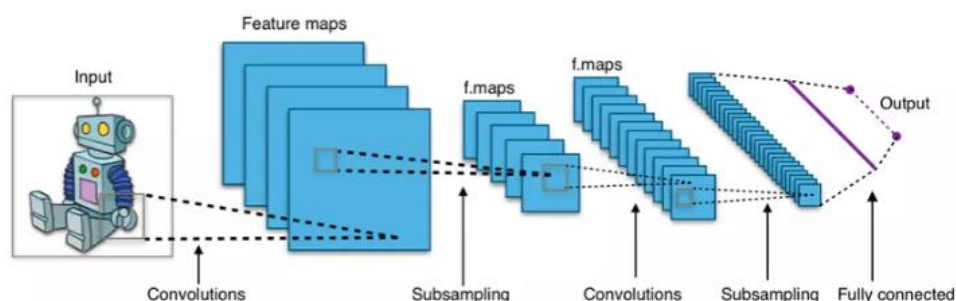 Feature maps
Input
f.maps
f.maps
Output
Convolutions
Subsampling
Convolutions
Subsampling
Fully connected